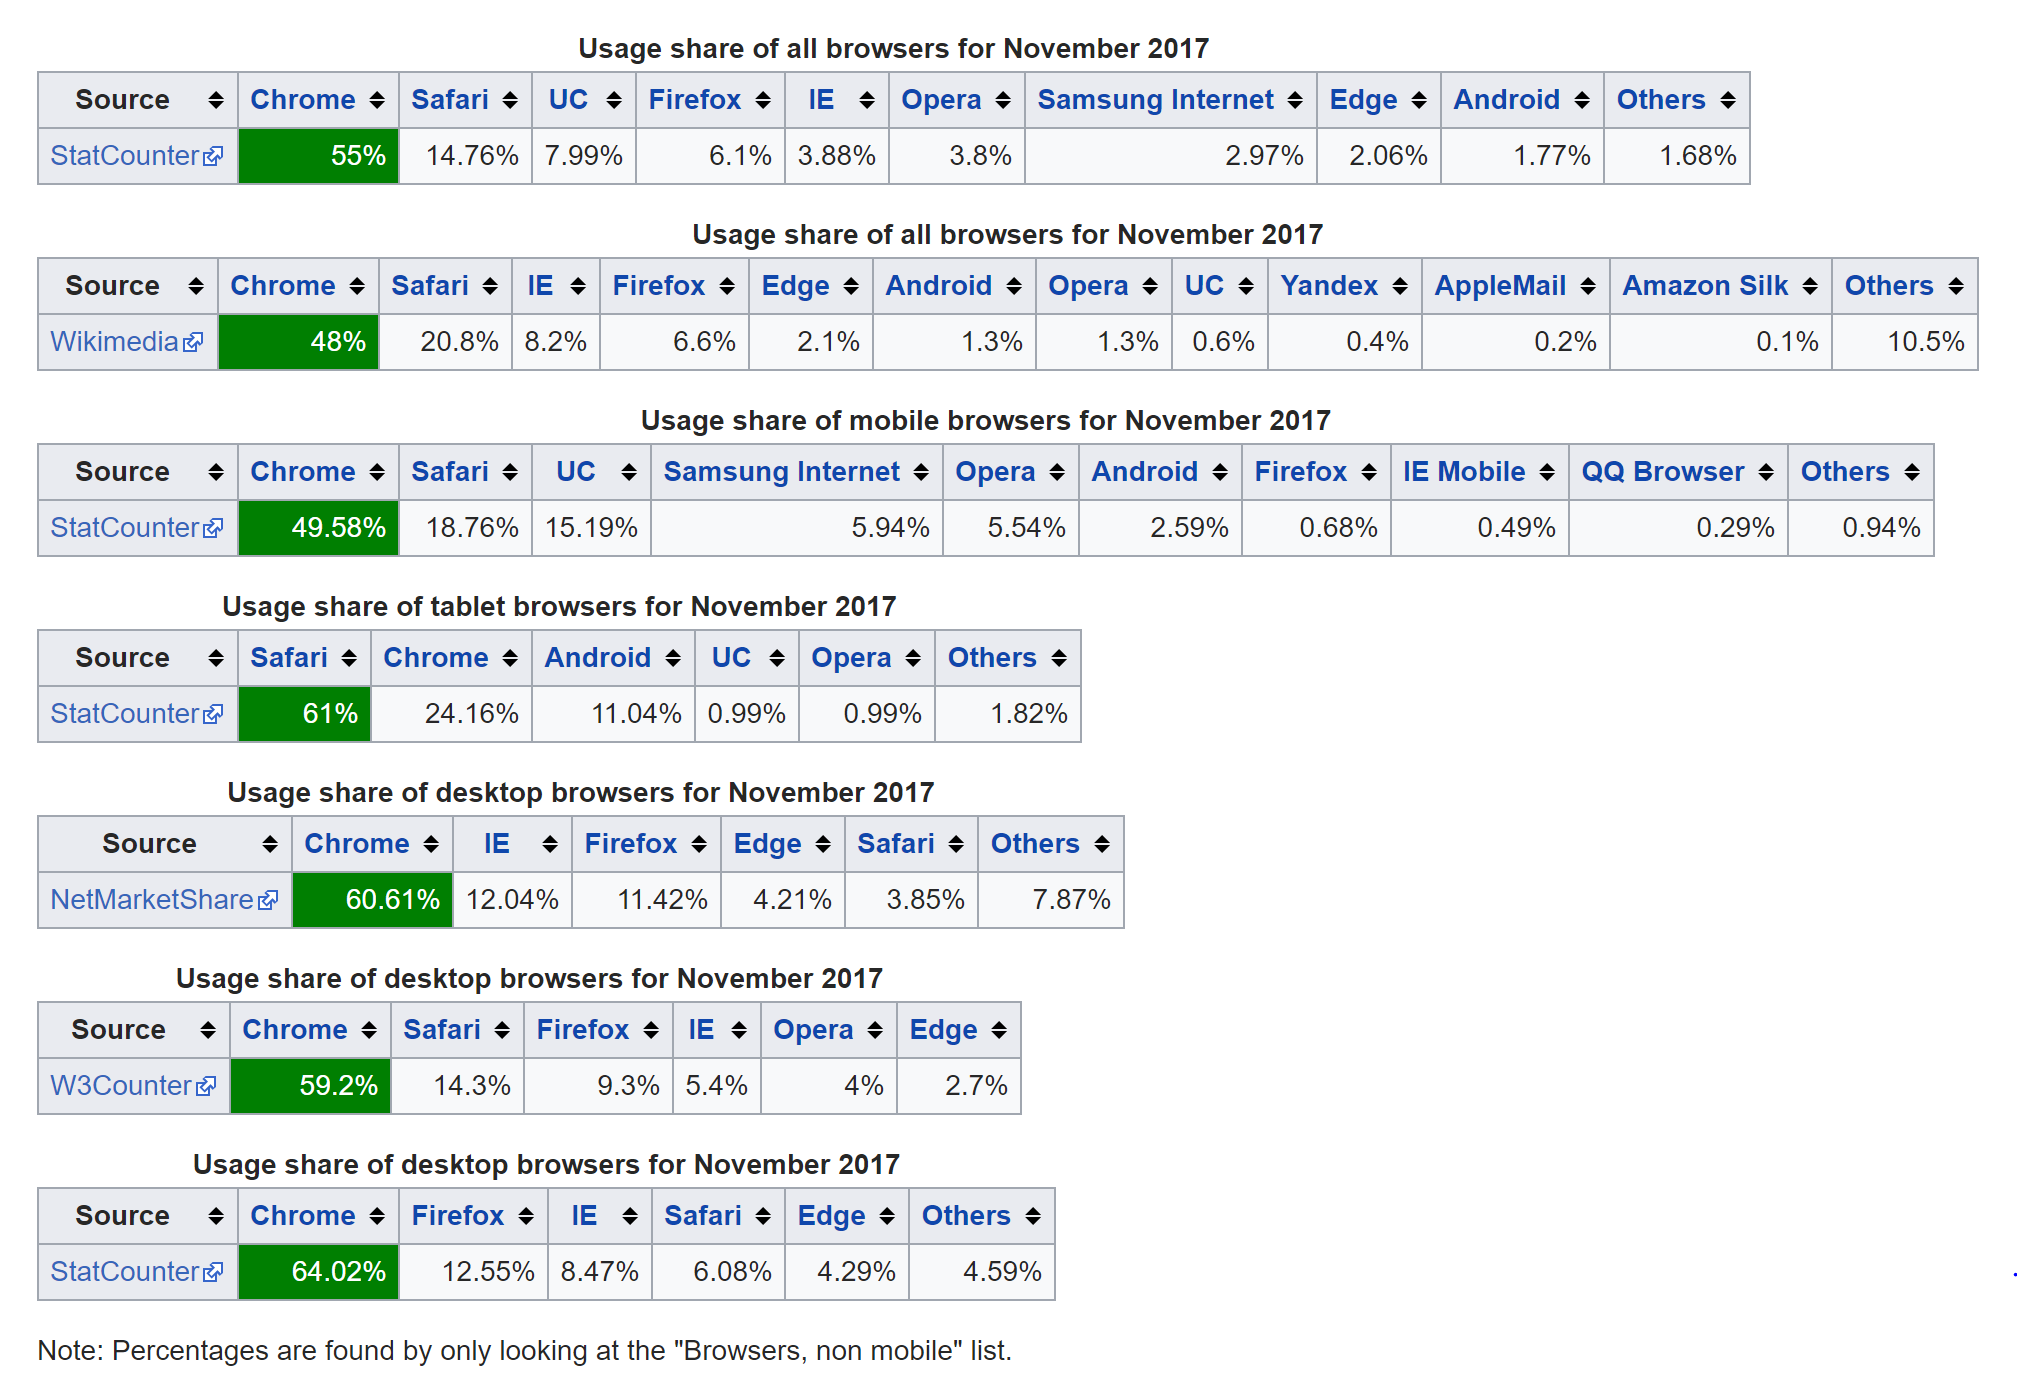 Usage share of all browsers for November 2017
Source Chrome Safari UC Firefox IE Opera Samsung Internet Edge Android Others
StatCounter 55% 14.76% 7.99% 6.1% 3.88% 3.8% 2.97% 2.06% 1.77% 1.68%
Usage share of all browsers for November 2017
Source Chrome Safari IE Firefox Edge Android Opera UC Yandex AppleMail Amazon Silk Others
Wikimedia 48% 20.8% 8.2% 6.6% 2.1% 1.3% 1.3% 0.6% 0.4% 0.2% 0.1% 10.5%
Usage share of mobile browsers for November 2017
Source Chrome Safari UC Samsung Internet Opera Android Firefox IE Mobile QQ Browser Others
StatCounter 49.58% 18.76% 15.19% 5.94% 5.54% 2.59% 0.68% 0.49% 0.29% 0.94%
Usage share of tablet browsers for November 2017
Source Safari Chrome Android UC Opera Others
StatCounter 61% 24.16% 11.04% 0.99% 0.99% 1.82%
Usage share of desktop browsers for November 2017
Source Chrome IE Firefox Edge Safari Others
NetMarketShare 60.61% 12.04% 11.42% 4.21% 3.85% 7.87%
Usage share of desktop browsers for November 2017
Source Chrome Safari Firefox IE Opera Edge
W3Counter 59.2% 14.3% 9.3% 5.4% 4% 2.7%
Usage share of desktop browsers for November 2017
Source Chrome Firefox IE Safari Edge Others
StatCounter 64.02% 12.55% 8.47% 6.08% 4.29% 4.59%
Note: Percentages are found by only looking at the "Browsers, non mobile" list.